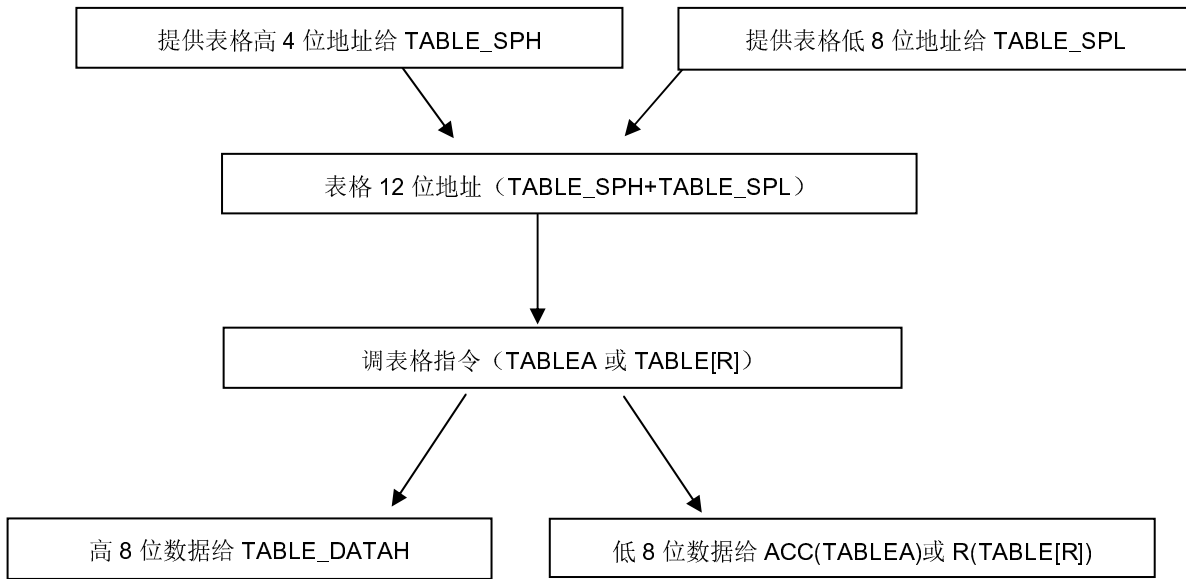 提供表格高 4 位地址给 TABLE_SPH
提供表格低 8 位地址给 TABLE_SPL
表格 12 位地址（TABLE_SPH+TABLE_SPL）
调表格指令（TABLEA 或 TABLE[R]）
高 8 位数据给 TABLE_DATAH
低 8 位数据给 ACC(TABLEA)或 R(TABLE[R])